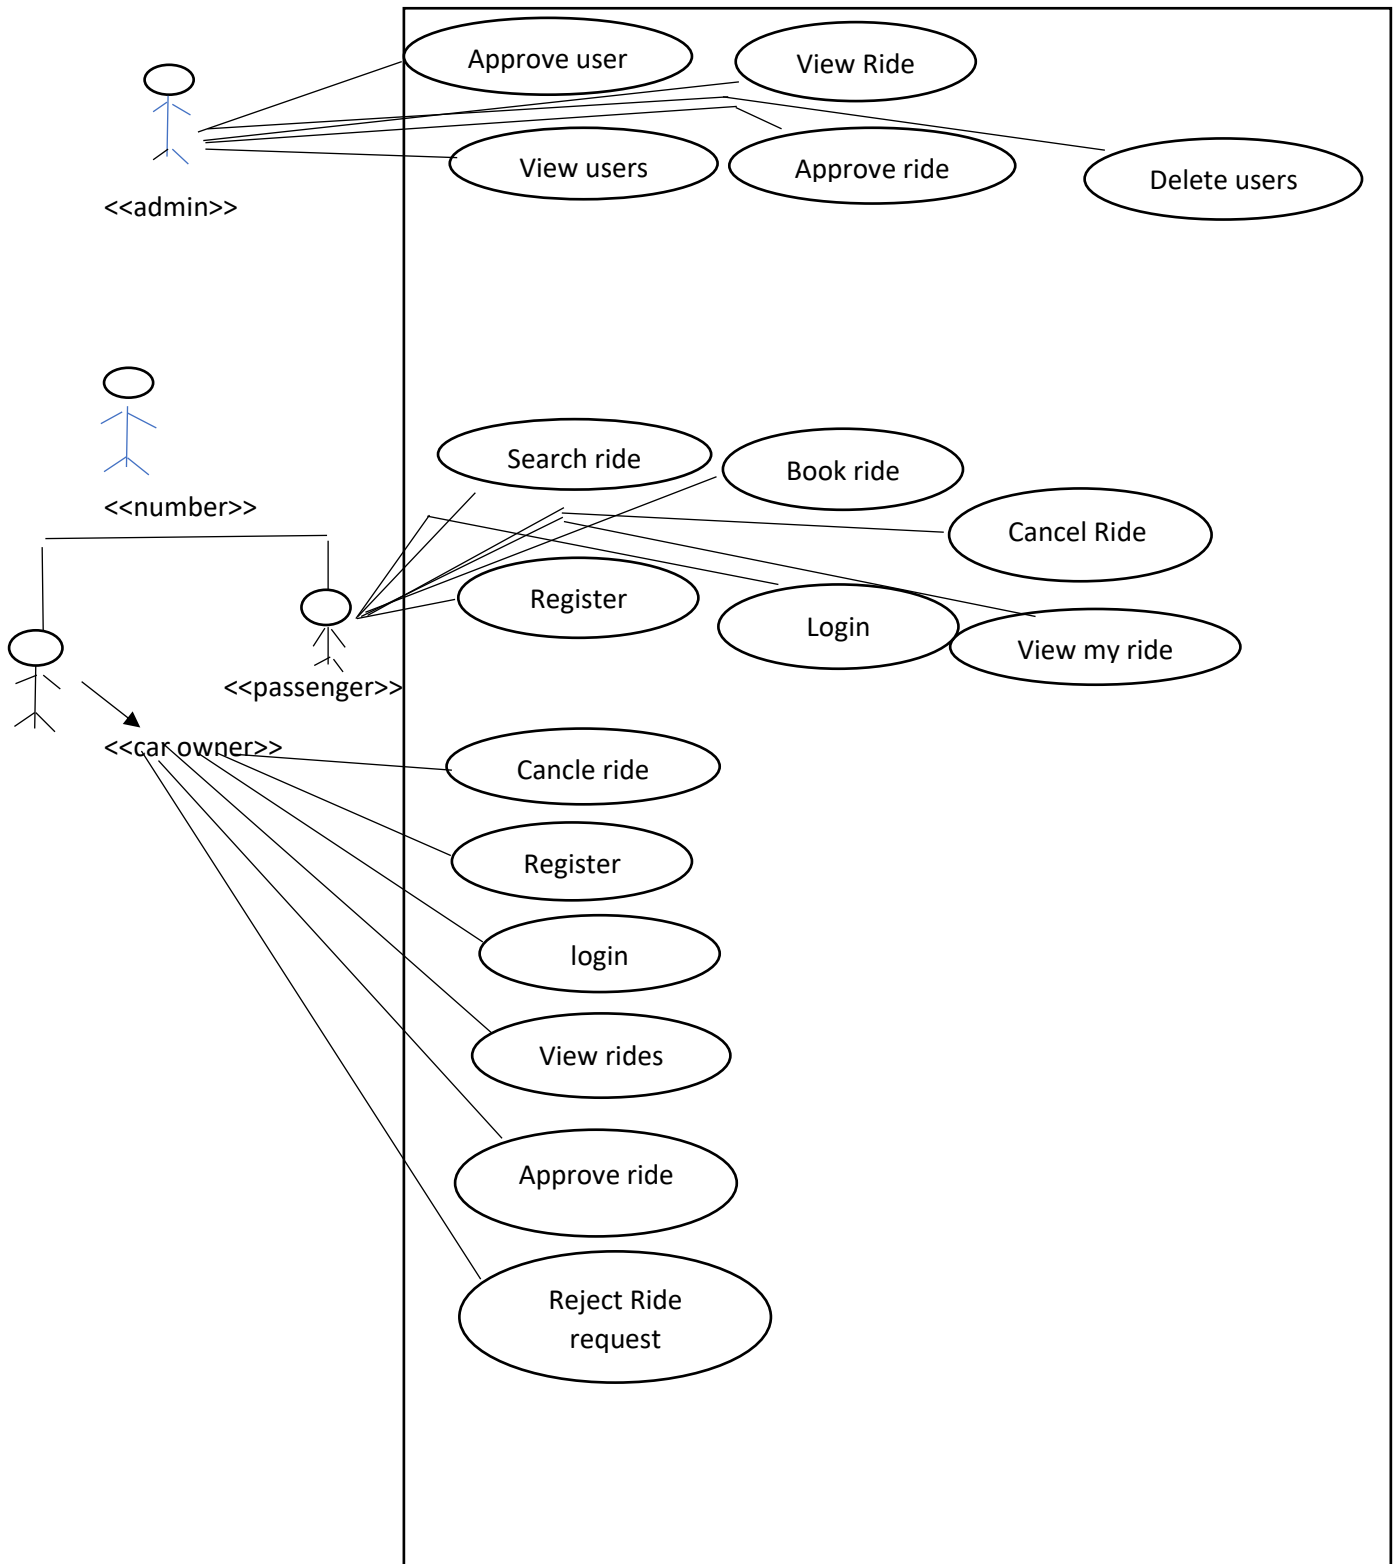 Approve user
View Ride
View users
Approve ride
Delete users
<<admin>>
Search ride
Book ride
<<number>>
Cancel Ride
Register
Login
View my ride
<<passenger>>
<<car owner>>
Cancle ride
Register
login
View rides
Approve ride
Reject Ride
request